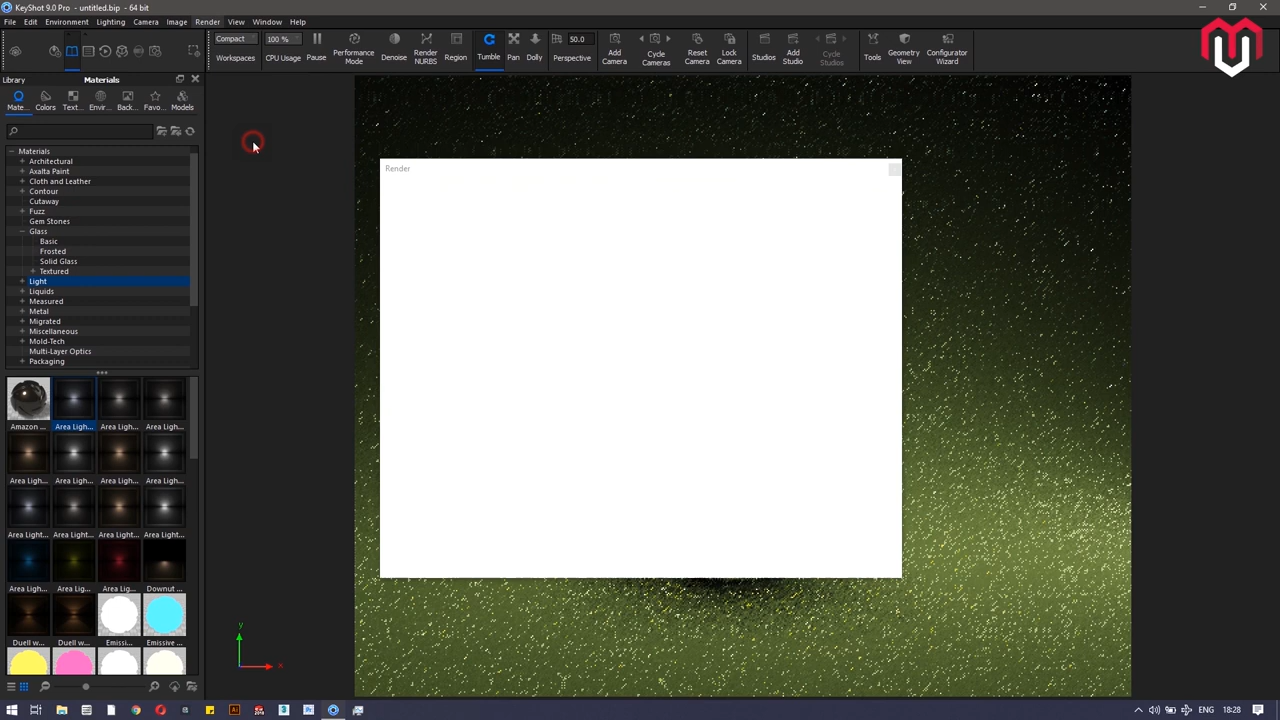 KeyShot 9.0 Pro - untitled.bip - 64 bit
File Edit Environment Lighting Camera Image Render View Window Help
Compact 100 % 50.0
Workspaces CPU Usage Pause Performance Mode Denoise Render NURBS Region Tumble Pan Dolly Perspective Add Camera Cycle Cameras Reset Camera Lock Camera Studios Add Studio Cycle Studios Tools Geometry View Configurator Wizard
Library Materials
Mate... Colors Text... Envir... Back... Favo... Models
Materials
Architectural
Axalta Paint
Cloth and Leather
Contour
Cutaway
Fuzz
Gem Stones
Glass
Basic
Frosted
Solid Glass
Textured
Light
Liquids
Measured
Metal
Migrated
Miscellaneous
Mold-Tech
Multi-Layer Optics
Packaging
Render
Amazon ... Area Ligh... Area Ligh... Area Ligh...
Area Light... Area Ligh... Area Ligh... Area Ligh...
Area Light... Area Light... Area Light... Area Light...
Area Ligh... Area Lig... Area Lig... Downut ...
Duell w... Duell w... Emissi... Emissive ...
y
x
ENG 18:28